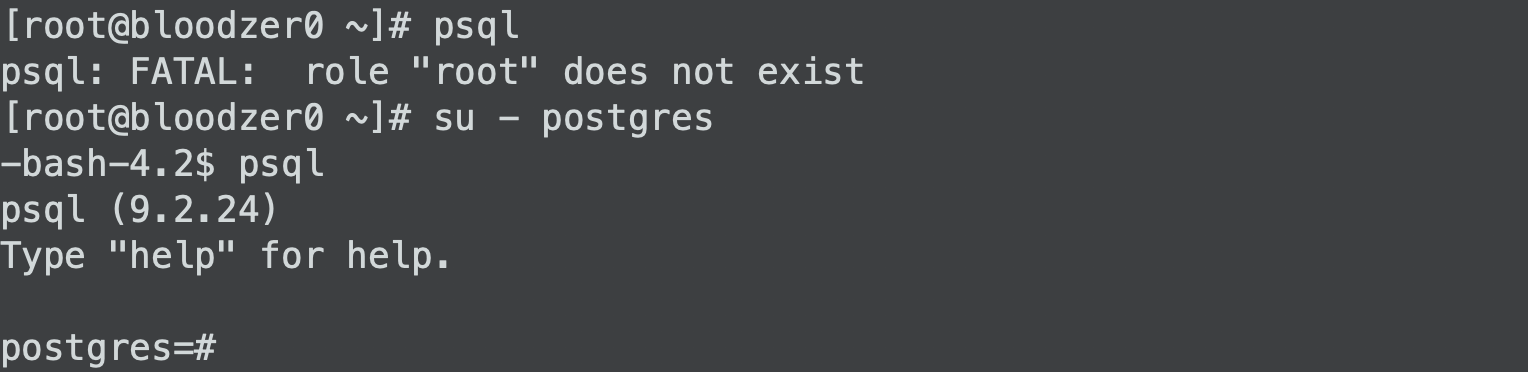 [root@bloodzer0 ~]# psql
psql: FATAL:  role "root" does not exist
[root@bloodzer0 ~]# su - postgres
-bash-4.2$ psql
psql (9.2.24)
Type "help" for help.
postgres=#